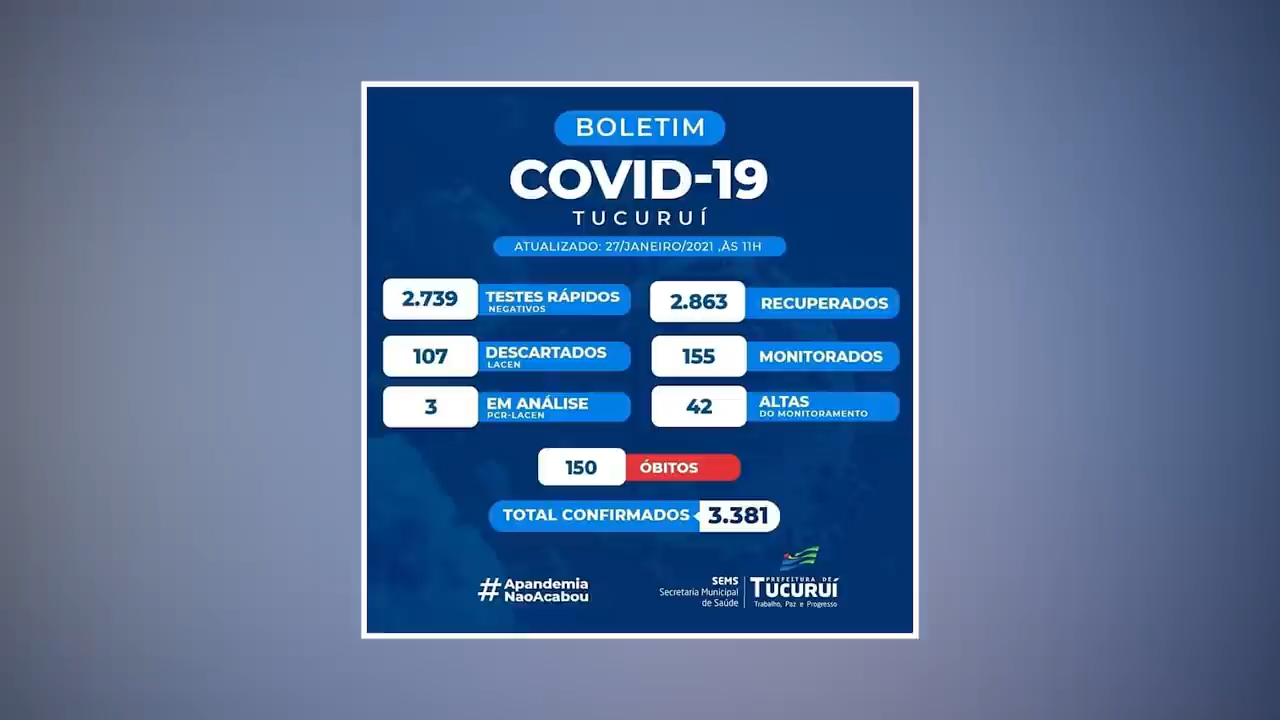 BOLETIM
COVID-19
TUCURUÍ
ATUALIZADO: 27/JANEIRO/2021 ,ÀS 11H
2.739 TESTES RÁPIDOS
NEGATIVOS
2.863 RECUPERADOS
107 DESCARTADOS
LACEN
155 MONITORADOS
3 EM ANÁLISE
PCR-LACEN
42 ALTAS
DO MONITORAMENTO
150 ÓBITOS
TOTAL CONFIRMADOS 3.381
#Apandemia
NaoAcabou
SEMS
Secretaria Municipal
de Saúde
PREFEITURA DE
TUCURUÍ
Trabalho, Paz e Progresso